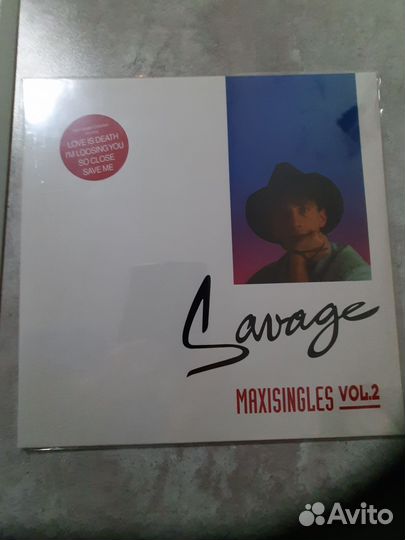 LOVE IS DEATH
I'M LOOSING YOU
SO CLOSE
SAVE ME
Savage
MAXISINGLES VOL.2
Avito